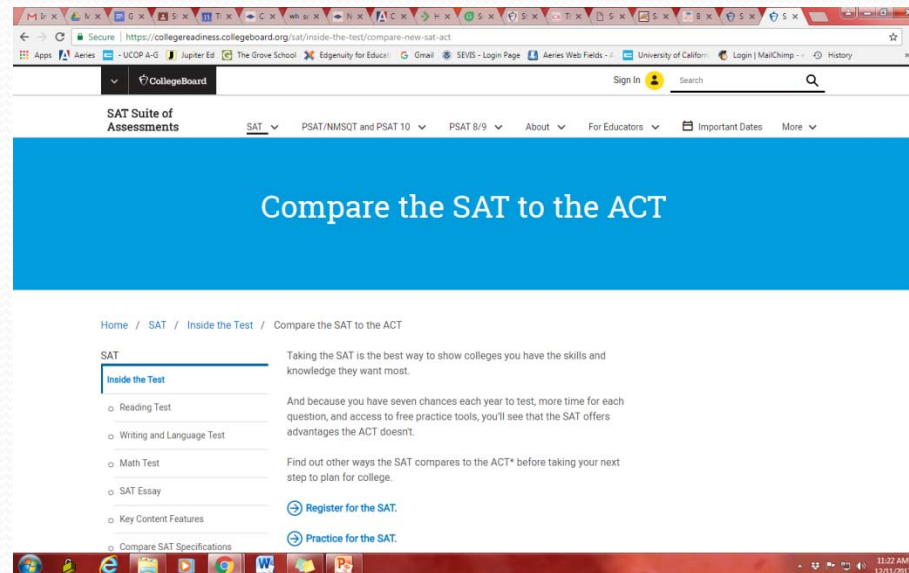 Secure | https://collegereadiness.collegeboard.org/sat/inside-the-test/compare-new-sat-act
Apps Aeries - UCOP A-G Jupiter Ed The Grove School Edgenuity for Educat Gmail SEVIS - Login Page Aeries Web Fields - University of Californ Login | MailChimp - History
CollegeBoard Sign In Search
SAT Suite of
Assessments SAT PSAT/NMSQT and PSAT 10 PSAT 8/9 About For Educators Important Dates More
Compare the SAT to the ACT
Home / SAT / Inside the Test / Compare the SAT to the ACT
SAT
Inside the Test
Reading Test
Writing and Language Test
Math Test
SAT Essay
Key Content Features
Compare SAT Specifications
Taking the SAT is the best way to show colleges you have the skills and
knowledge they want most.
And because you have seven chances each year to test, more time for each
question, and access to free practice tools, you'll see that the SAT offers
advantages the ACT doesn't.
Find out other ways the SAT compares to the ACT* before taking your next
step to plan for college.
Register for the SAT.
Practice for the SAT.
11:22 AM